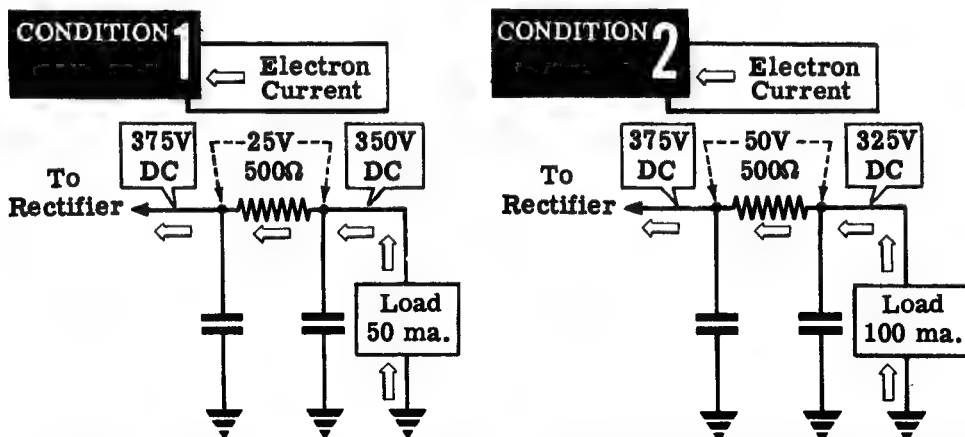 CONDITION 1
Electron
Current
375V
DC
25V
500Ω
350V
DC
To
Rectifier
Load
50 ma.
CONDITION 2
Electron
Current
375V
DC
50V
500Ω
325V
DC
To
Rectifier
Load
100 ma.